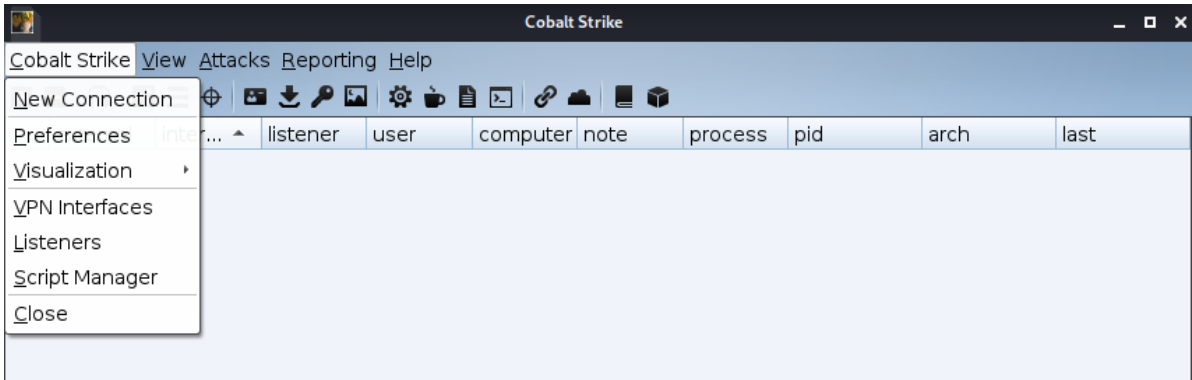 Cobalt Strike
Cobalt Strike View Attacks Reporting Help
New Connection
inter... listener user computer note process pid arch last
Preferences
Visualization
VPN Interfaces
Listeners
Script Manager
Close